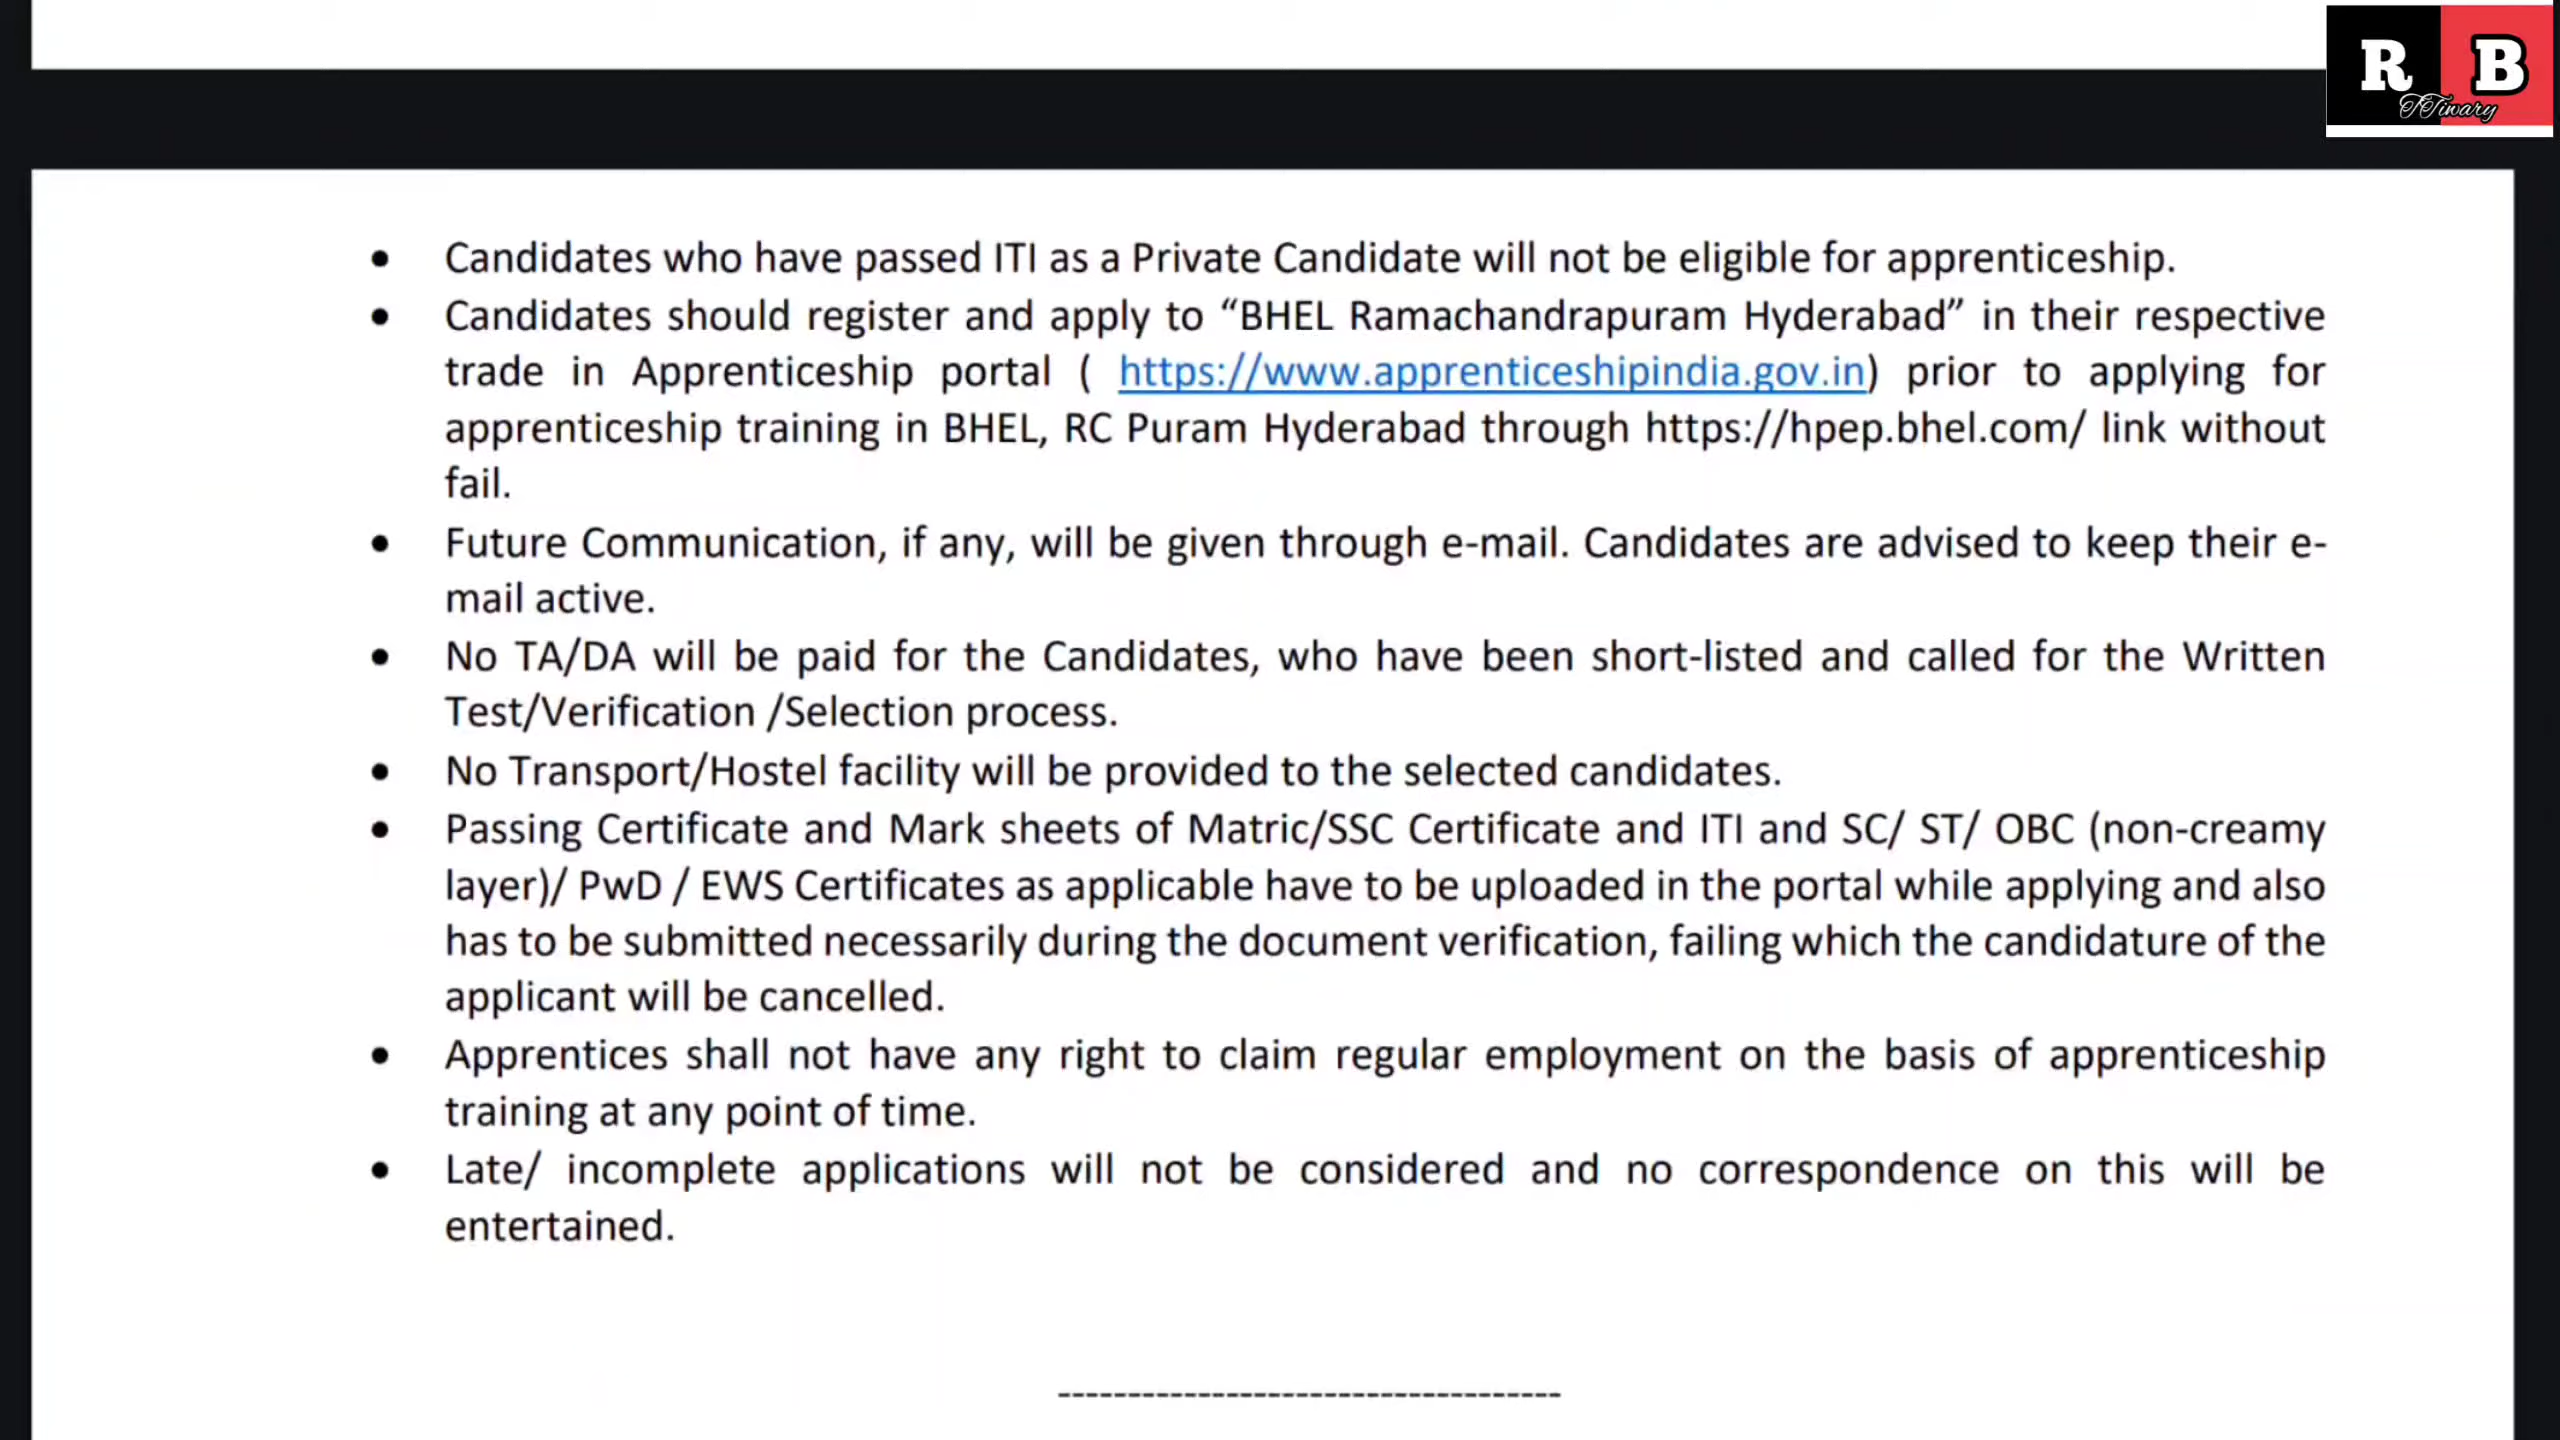 R B
Tiwary
• Candidates who have passed ITI as a Private Candidate will not be eligible for apprenticeship.
• Candidates should register and apply to “BHEL Ramachandrapuram Hyderabad” in their respective
trade in Apprenticeship portal ( https://www.apprenticeshipindia.gov.in) prior to applying for
apprenticeship training in BHEL, RC Puram Hyderabad through https://hpep.bhel.com/ link without
fail.
• Future Communication, if any, will be given through e-mail. Candidates are advised to keep their e-
mail active.
• No TA/DA will be paid for the Candidates, who have been short-listed and called for the Written
Test/Verification /Selection process.
• No Transport/Hostel facility will be provided to the selected candidates.
• Passing Certificate and Mark sheets of Matric/SSC Certificate and ITI and SC/ ST/ OBC (non-creamy
layer)/ PwD / EWS Certificates as applicable have to be uploaded in the portal while applying and also
has to be submitted necessarily during the document verification, failing which the candidature of the
applicant will be cancelled.
• Apprentices shall not have any right to claim regular employment on the basis of apprenticeship
training at any point of time.
• Late/ incomplete applications will not be considered and no correspondence on this will be
entertained.
------------------------------------